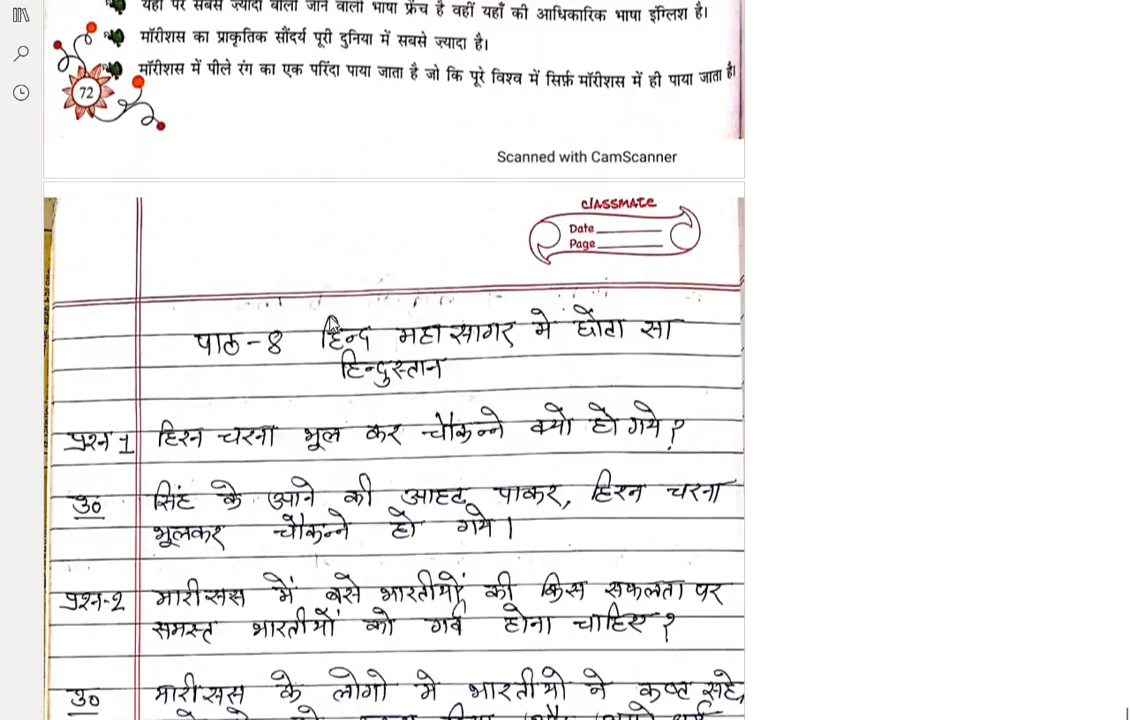 यहाँ पर सबसे ज्यादा बोली जाने वाली भाषा फ्रेंच है वहीं यहाँ की आधिकारिक भाषा इंग्लिश है।
मॉरीशस का प्राकृतिक सौंदर्य पूरी दुनिया में सबसे ज्यादा है।
मॉरीशस में पीले रंग का एक परिंदा पाया जाता है जो कि पूरे विश्व में सिर्फ़ मॉरीशस में ही पाया जाता है।
72
Scanned with CamScanner
CLASSMATE
Date
Page
पाठ-8 हिन्द महासागर मे छोटा सा
हिन्दुस्तान
प्रश्न 1 हिरन चरना भूल कर चौकन्ने क्यो हो गये?
उ० सिंह के आने की आहट पाकर, हिरन चरना
भूलकर चौकन्ने हो गये।
प्रश्न-2 मारीसस में बसे भारतीयों की किस सफलता पर
समस्त भारतीयों को गर्व होना चाहिए?
उ० मारीसस के लोगो मे भारतीयो ने कष्ट सहे,